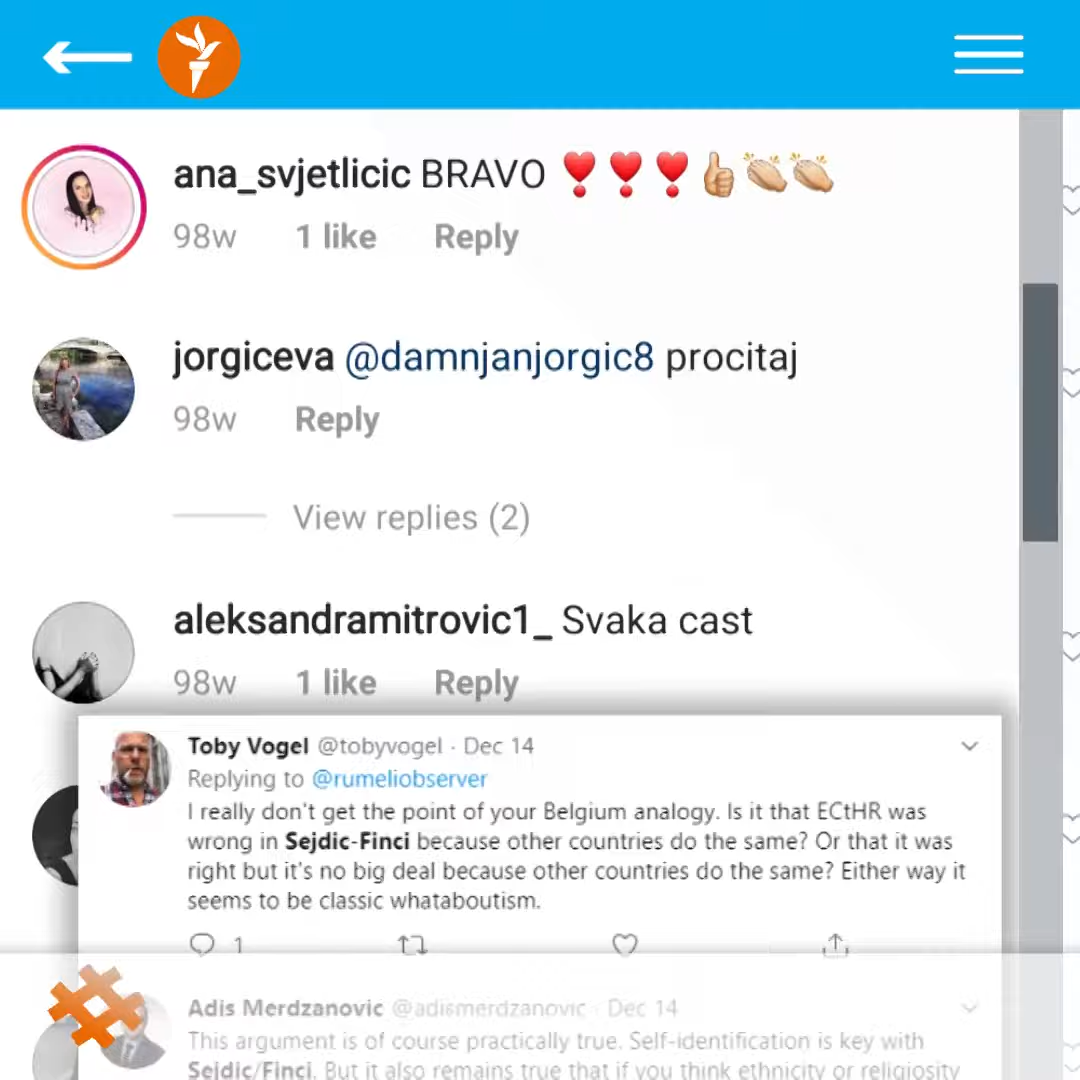 ana_svjetlicic BRAVO ❣️❣️❣️👍🏼👏🏼👏🏼
98w 1 like Reply
jorgiceva @damnjanjorgic8 procitaj
98w Reply
View replies (2)
aleksandramitrovic1_ Svaka cast
98w 1 like Reply
Toby Vogel @tobyvogel · Dec 14
Replying to @rumeliobserver
I really don't get the point of your Belgium analogy. Is it that ECtHR was
wrong in Sejdic-Finci because other countries do the same? Or that it was
right but it's no big deal because other countries do the same? Either way it
seems to be classic whataboutism.
1
Adis Merdzanovic @adismerdzanovic · Dec 14
This argument is of course practically true. Self-identification is key with
Sejdic/Finci. But it also remains true that if you think ethnicity or religiosity